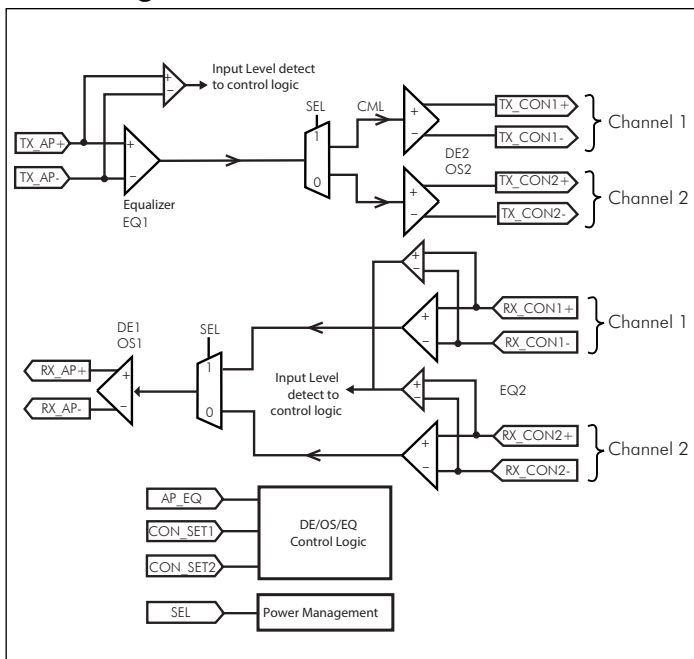 Input Level detect
to control logic
SEL
CML
TX_AP+
TX_AP-
+
−
+
−
Equalizer
EQ1
1
0
+
−
+
−
DE2
OS2
TX_CON1+
TX_CON1-
Channel 1
TX_CON2+
TX_CON2-
Channel 2
+
−
+
−
RX_CON1+
RX_CON1-
Channel 1
DE1
OS1
SEL
RX_AP+
RX_AP-
+
−
1
0
Input Level
detect to
control logic
+
−
EQ2
+
−
RX_CON2+
RX_CON2-
Channel 2
AP_EQ
CON_SET1
CON_SET2
DE/OS/EQ
Control Logic
SEL
Power Management